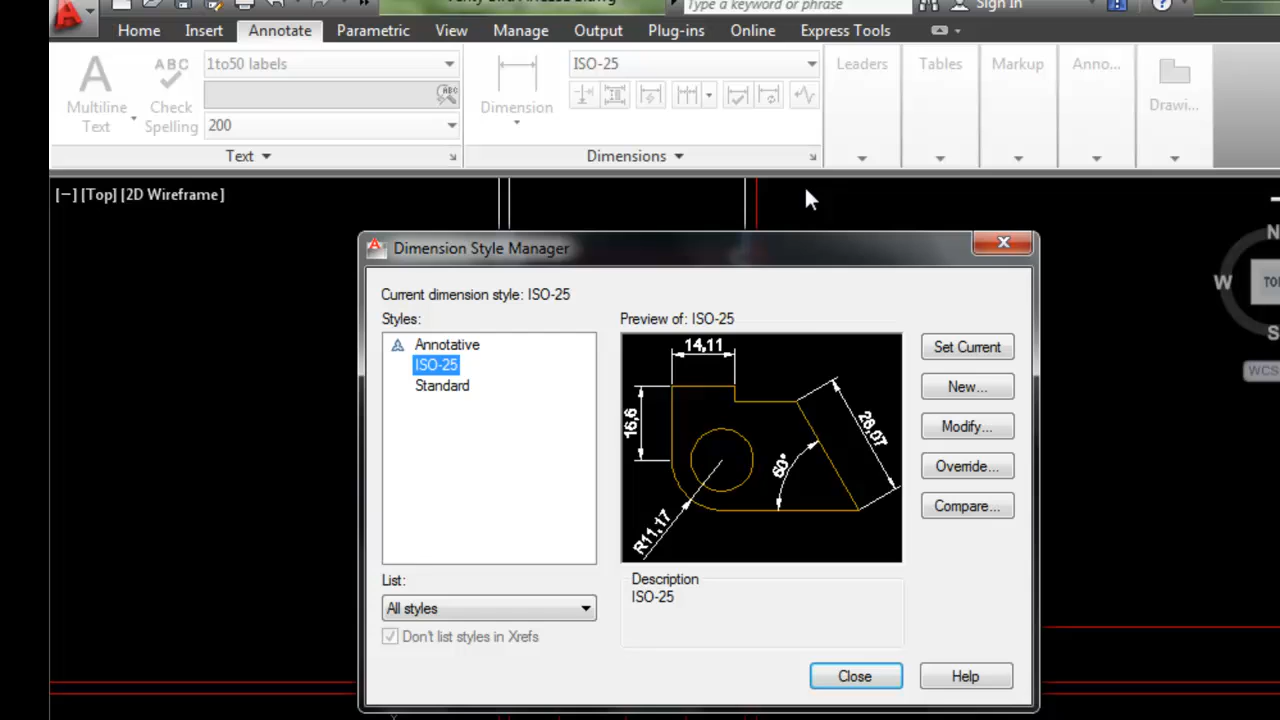 Type a keyword or phrase
Sign In
Home Insert Annotate Parametric View Manage Output Plug-ins Online Express Tools
Multiline Text
ABC
Check Spelling
1to50 labels
200
Text
Dimension
ISO-25
Dimensions
Leaders
Tables
Markup
Anno...
Drawi...
[−] [Top] [2D Wireframe]
N
W
S
WCS
Dimension Style Manager
Current dimension style: ISO-25
Styles:
Annotative
ISO-25
Standard
Preview of: ISO-25
14,11
16,6
28,07
60°
R11,17
Set Current
New...
Modify...
Override...
Compare...
List:
All styles
Don't list styles in Xrefs
Description
ISO-25
Close
Help